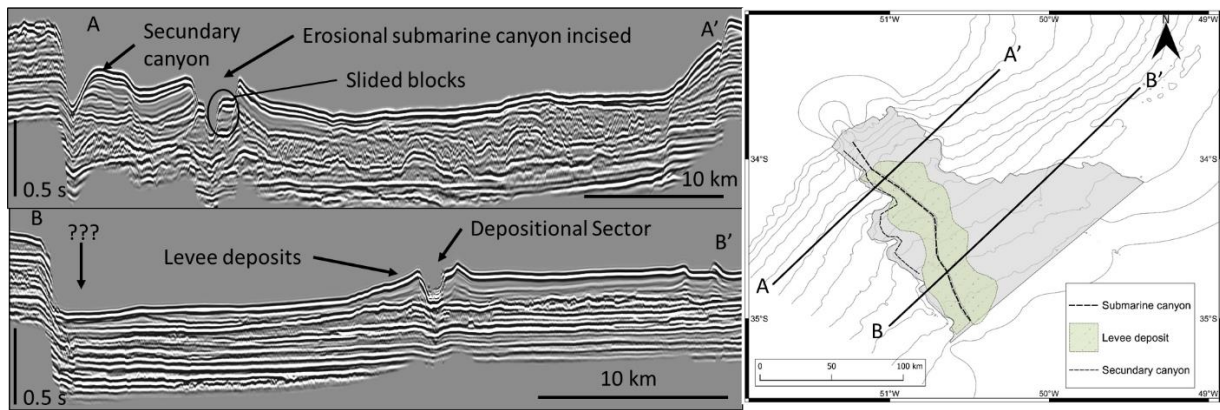 A
Secundary
canyon
Erosional submarine canyon incised
Slided blocks
A'
0.5 s
10 km
B
???
Levee deposits
Depositional Sector
B'
0.5 s
10 km
51°W
50°W
N
A'
B'
34°S
34°S
A
B
35°S
35°S
0
50
100 km
Submarine canyon
Levee deposit
Secundary canyon
51°W
50°W
49°W